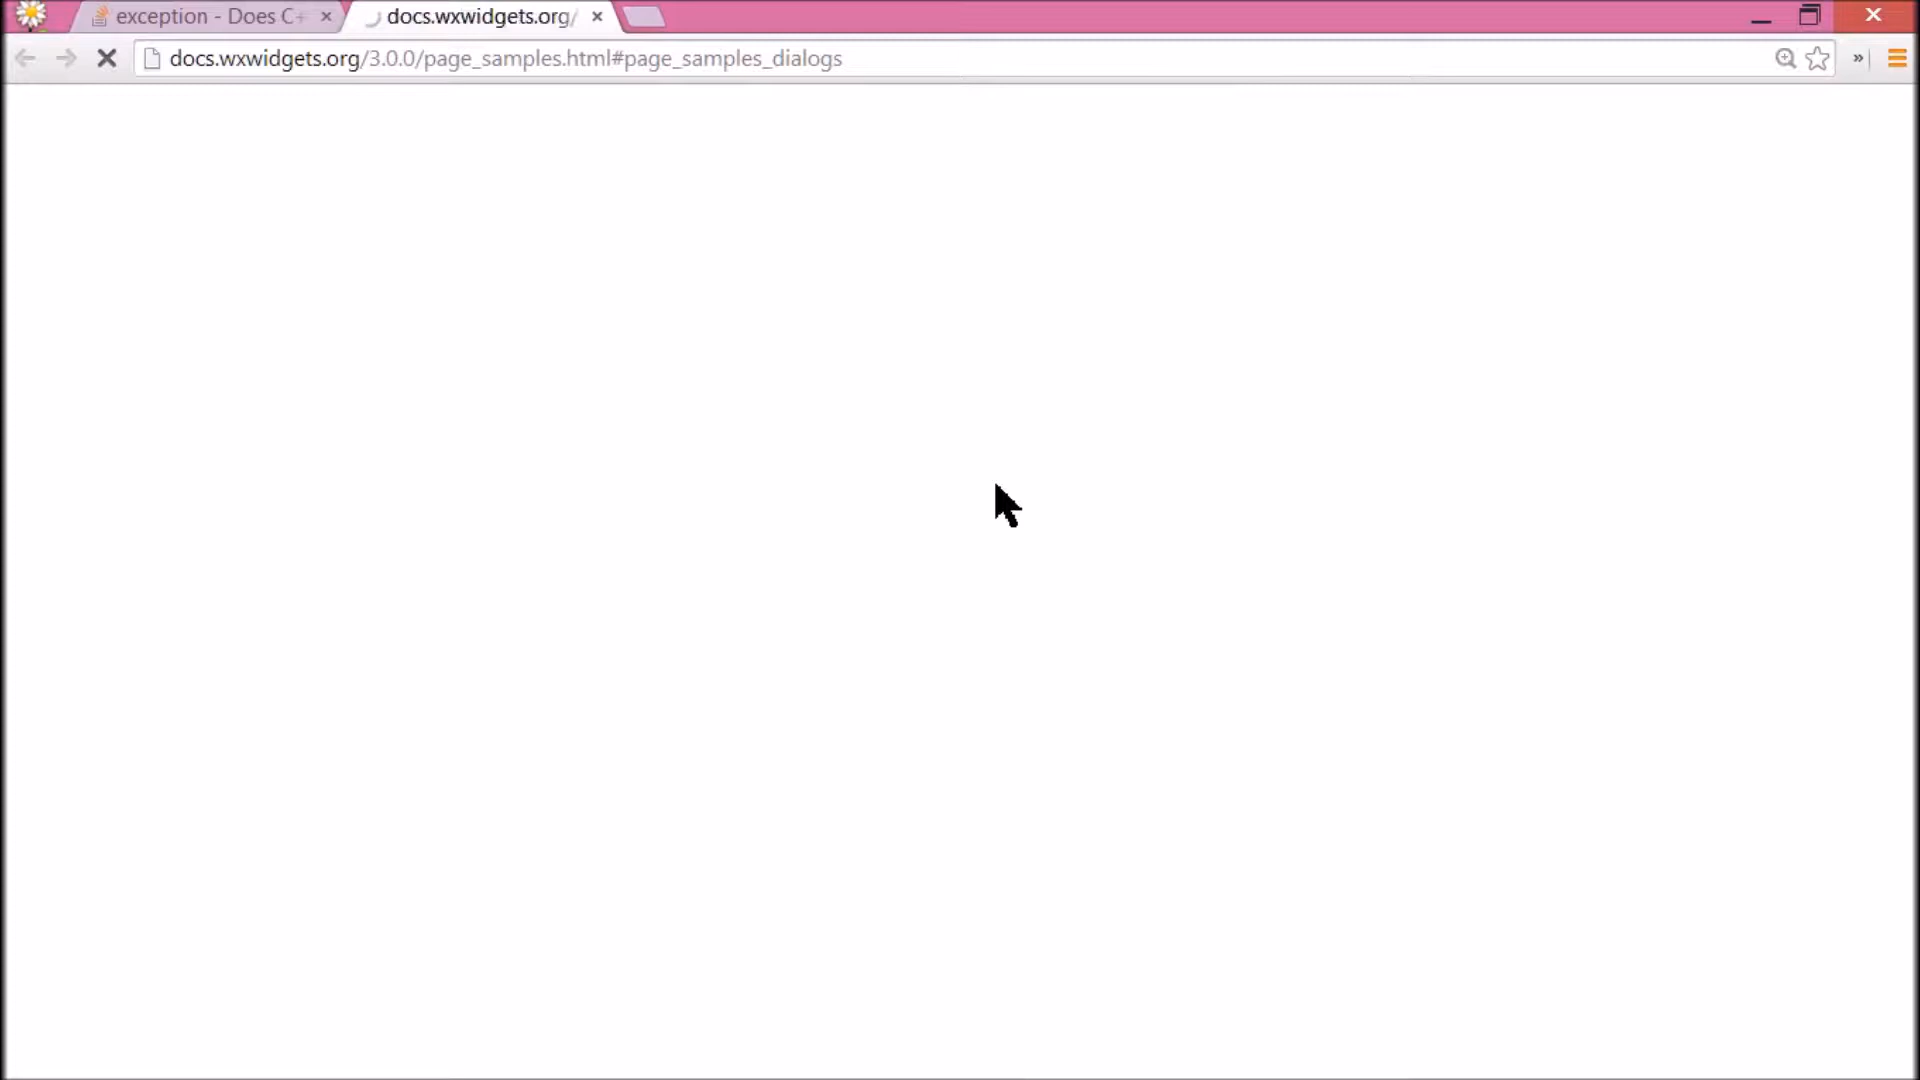 exception - Does C+
docs.wxwidgets.org/
docs.wxwidgets.org/3.0.0/page_samples.html#page_samples_dialogs